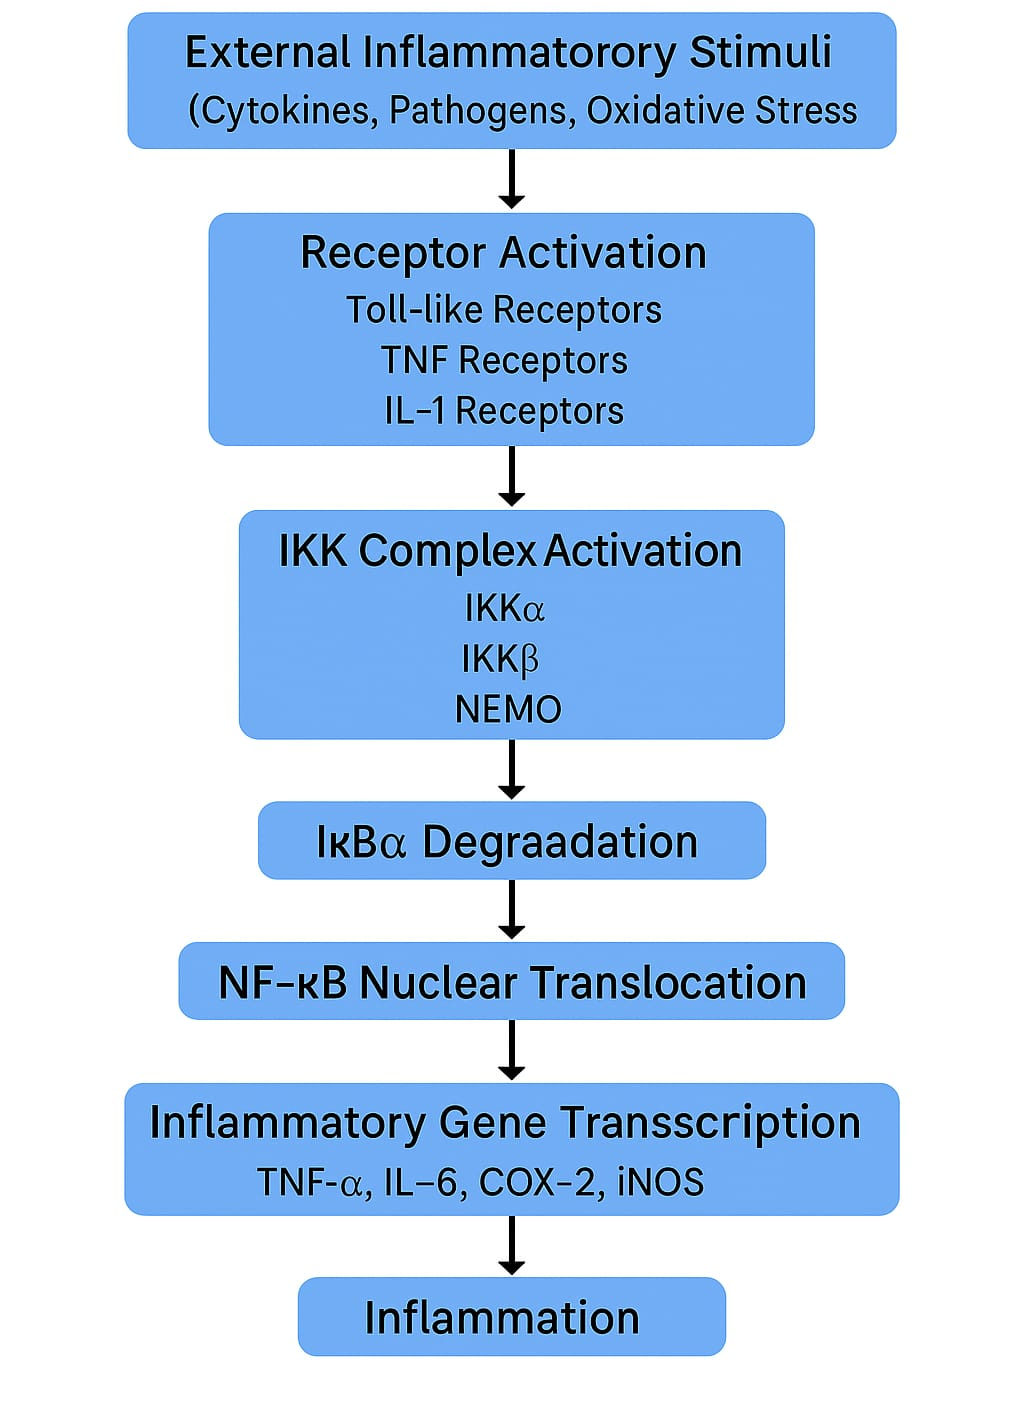 External Inflammatorory Stimuli
(Cytokines, Pathogens, Oxidative Stress
Receptor Activation
Toll-like Receptors
TNF Receptors
IL-1 Receptors
IKK Complex Activation
IKKα
IKKβ
NEMO
IκBα Degraadation
NF-κB Nuclear Translocation
Inflammatory Gene Transscription
TNF-α, IL-6, COX-2, iNOS
Inflammation